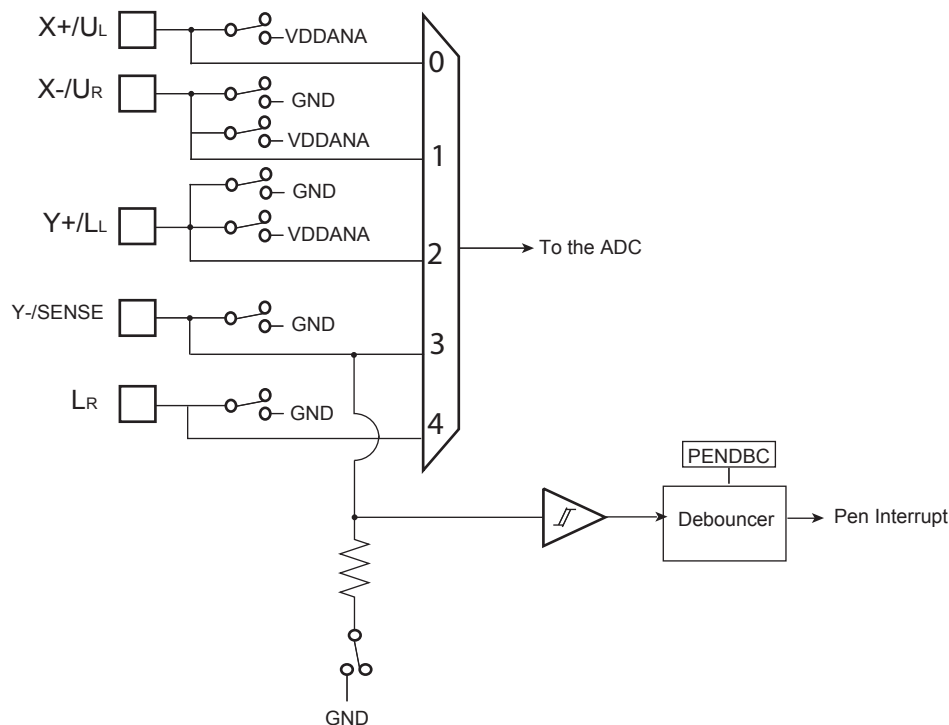 X+/UL
VDDANA
0
X-/UR
GND
VDDANA
1
GND
Y+/LL
VDDANA
2
To the ADC
Y-/SENSE
GND
3
LR
GND
4
PENDBC
Debouncer
Pen Interrupt
GND